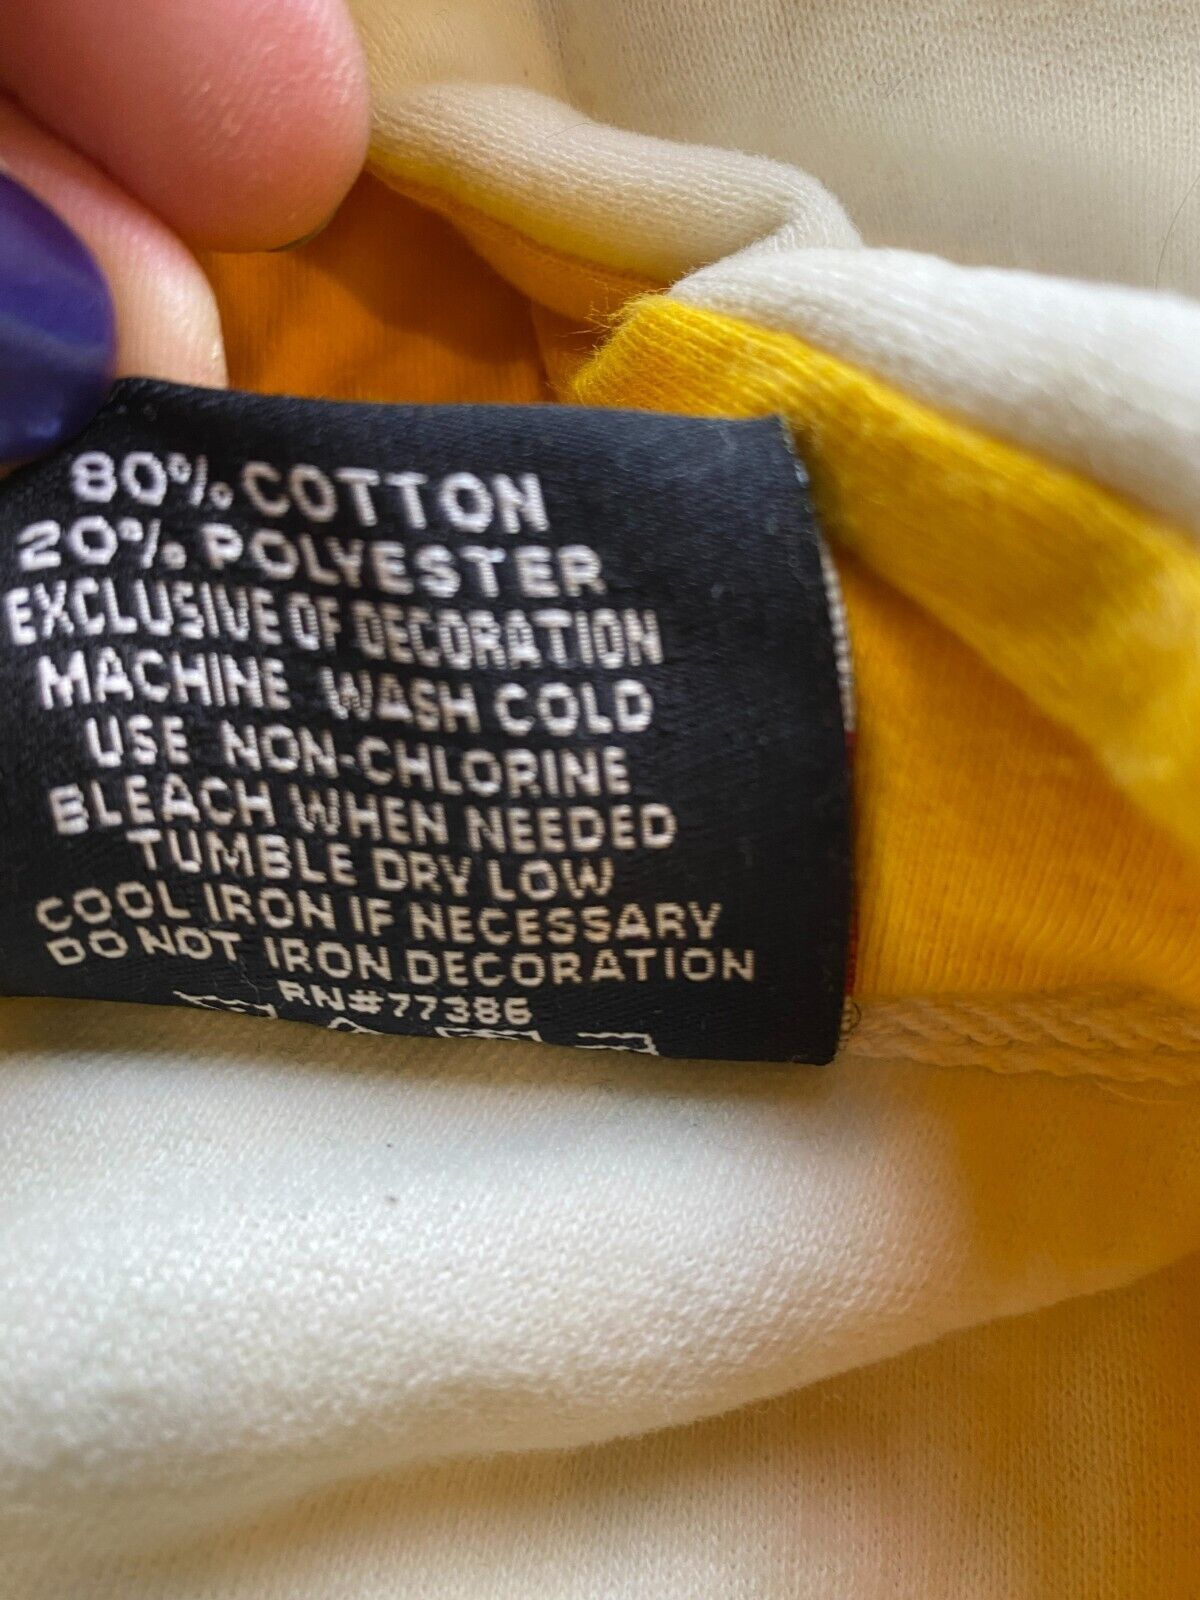 80% COTTON
20% POLYESTER
EXCLUSIVE OF DECORATION
MACHINE WASH COLD
USE NON-CHLORINE
BLEACH WHEN NEEDED
TUMBLE DRY LOW
COOL IRON IF NECESSARY
DO NOT IRON DECORATION
RN#77386